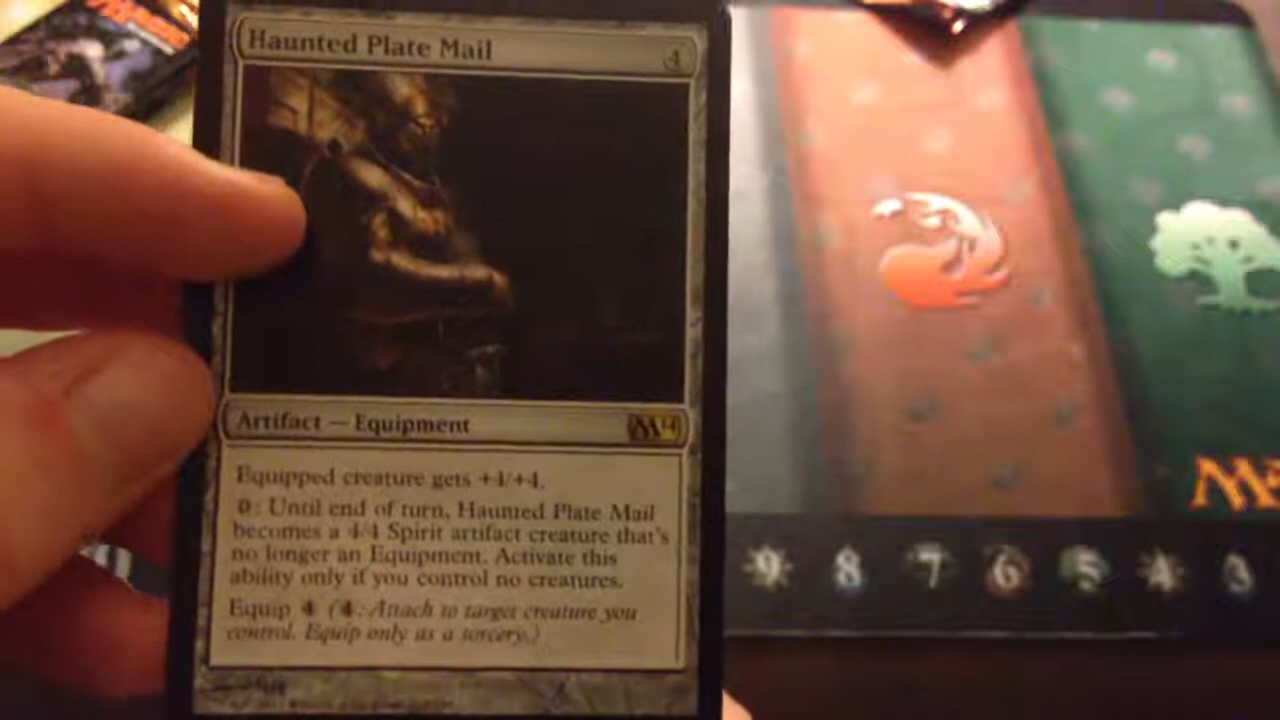 Haunted Plate Mail 4
Artifact — Equipment M14
Equipped creature gets +4/+4.
0: Until end of turn, Haunted Plate Mail
becomes a 4/4 Spirit artifact creature that's
no longer an Equipment. Activate this
ability only if you control no creatures.
Equip 4 (4: Attach to target creature you
control. Equip only as a sorcery.)
9 8 7 6 5 4 3